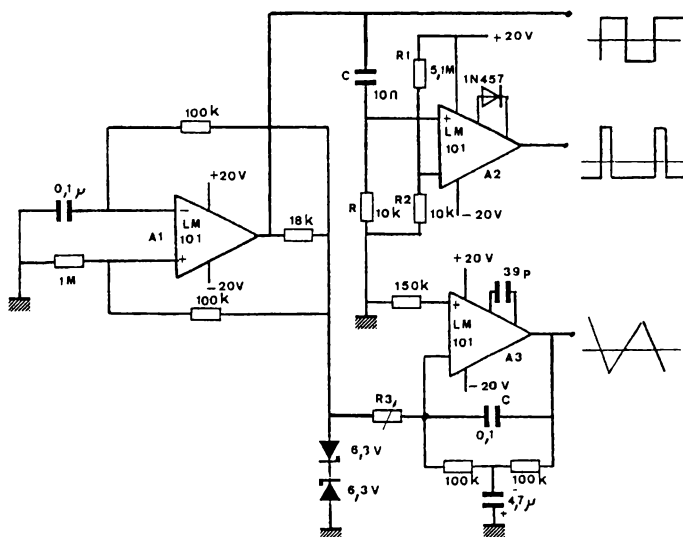 +20V
R1
5,1M
1N457
C
10n
100k
+
LM
101
A2
0,1 µ
+20V
-
LM
101
A1
+
18k
R
10k
R2
10k
-20V
1M
-20V
+20V
39p
100k
150k
+
LM
101
A3
-20V
R3
C
0,1
6,3V
6,3V
100k
100k
4,7µ
+